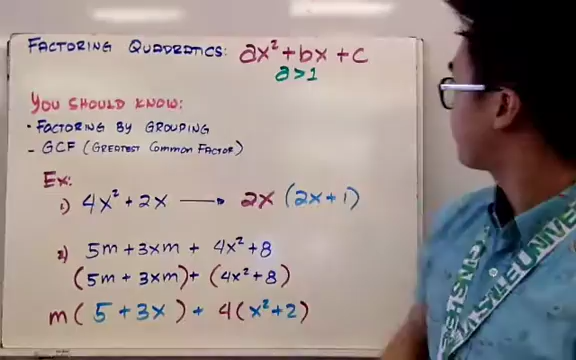 FACTORING QUADRATICS: ax² + bx + c
a > 1
YOU SHOULD KNOW:
• FACTORING BY GROUPING
- GCF (GREATEST COMMON FACTOR)
Ex:
1) 4x² + 2x → 2x (2x + 1)
2) 5m + 3xm + 4x² + 8
(5m + 3xm) + (4x² + 8)
m ( 5 + 3x ) + 4 (x² + 2)